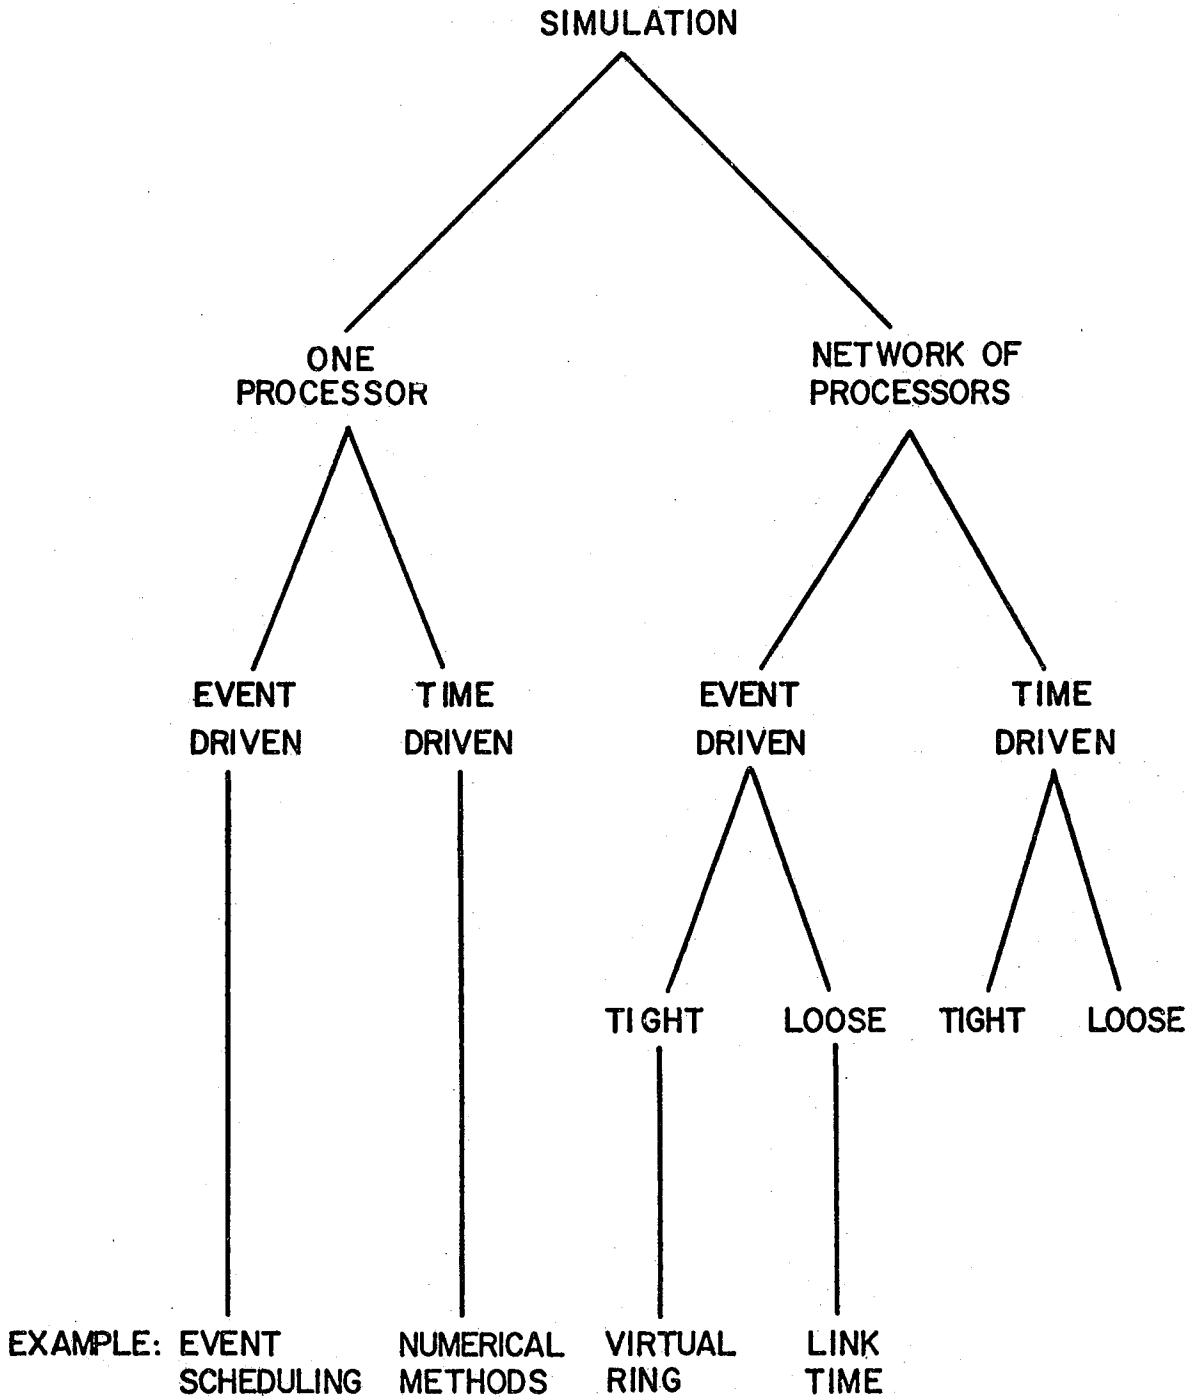 SIMULATION
ONE
PROCESSOR
NETWORK OF
PROCESSORS
EVENT
DRIVEN
TIME
DRIVEN
EVENT
DRIVEN
TIME
DRIVEN
TIGHT
LOOSE
TIGHT
LOOSE
EXAMPLE: EVENT
SCHEDULING
NUMERICAL
METHODS
VIRTUAL
RING
LINK
TIME